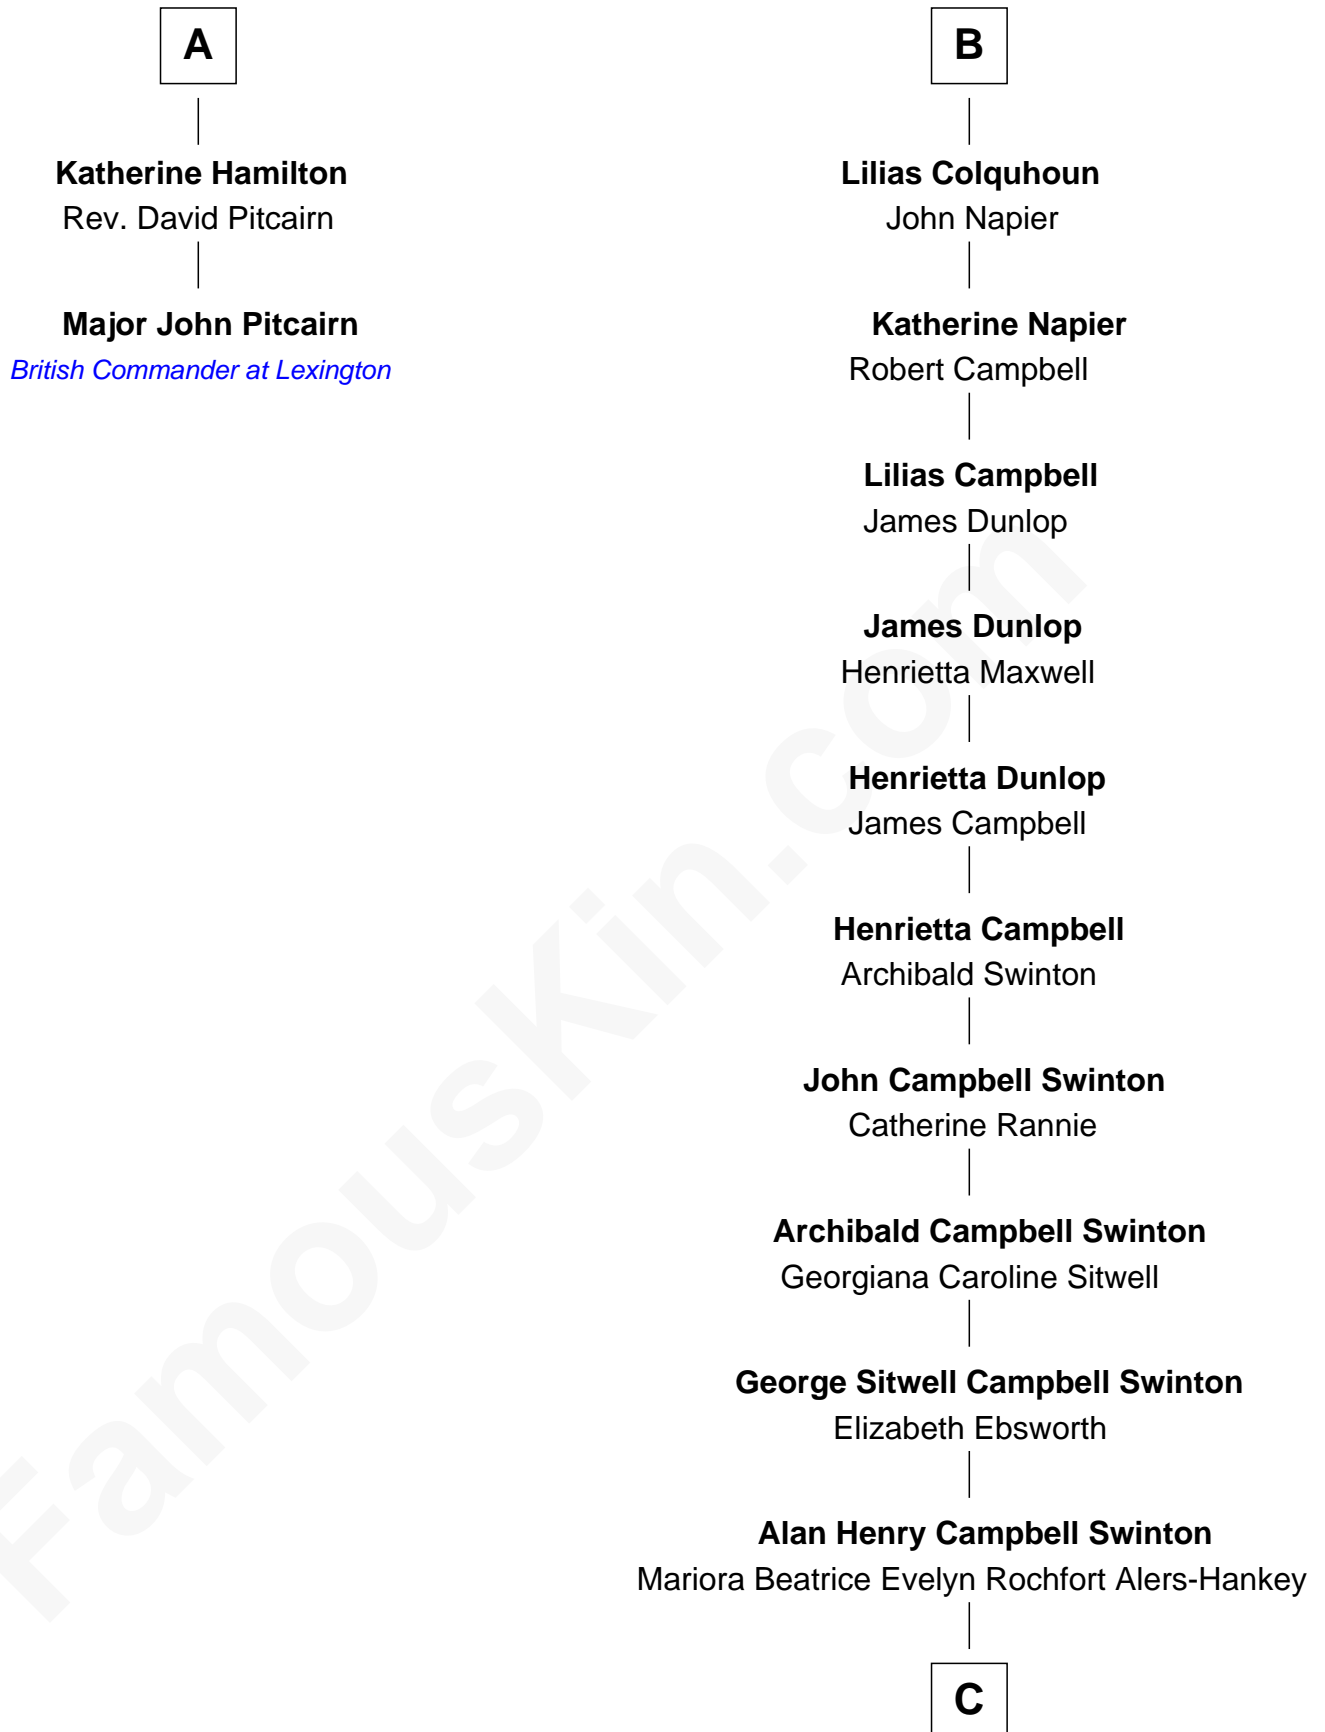 A
Katherine Hamilton
Rev. David Pitcairn
Major John Pitcairn
British Commander at Lexington
B
Lilias Colquhoun
John Napier
Katherine Napier
Robert Campbell
Lilias Campbell
James Dunlop
James Dunlop
Henrietta Maxwell
Henrietta Dunlop
James Campbell
Henrietta Campbell
Archibald Swinton
John Campbell Swinton
Catherine Rannie
Archibald Campbell Swinton
Georgiana Caroline Sitwell
George Sitwell Campbell Swinton
Elizabeth Ebsworth
Alan Henry Campbell Swinton
Mariora Beatrice Evelyn Rochfort Alers-Hankey
C
FamousKin.com